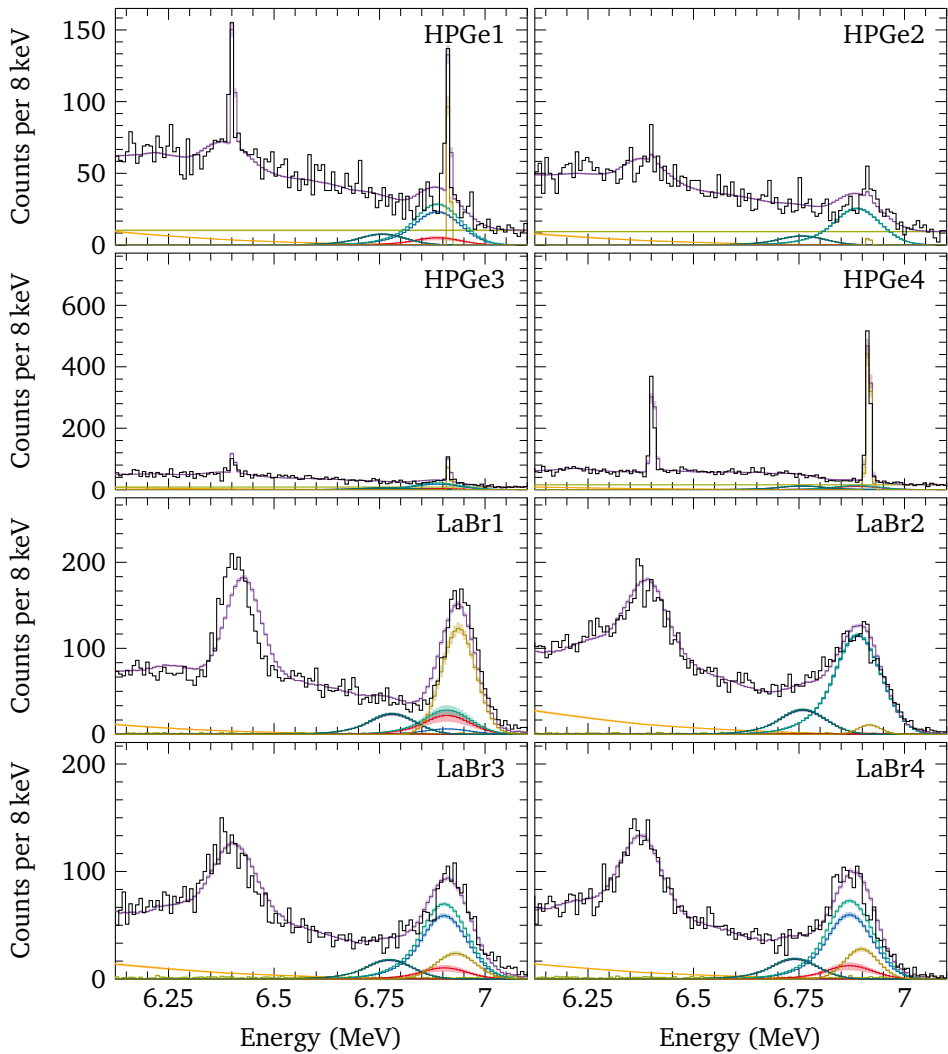 HPGe1
HPGe2
Counts per 8 keV
150
100
50
0
HPGe3
HPGe4
Counts per 8 keV
600
400
200
0
LaBr1
LaBr2
Counts per 8 keV
200
100
0
LaBr3
LaBr4
Counts per 8 keV
200
100
0
6.25 6.5 6.75 7 6.25 6.5 6.75 7
Energy (MeV) Energy (MeV)